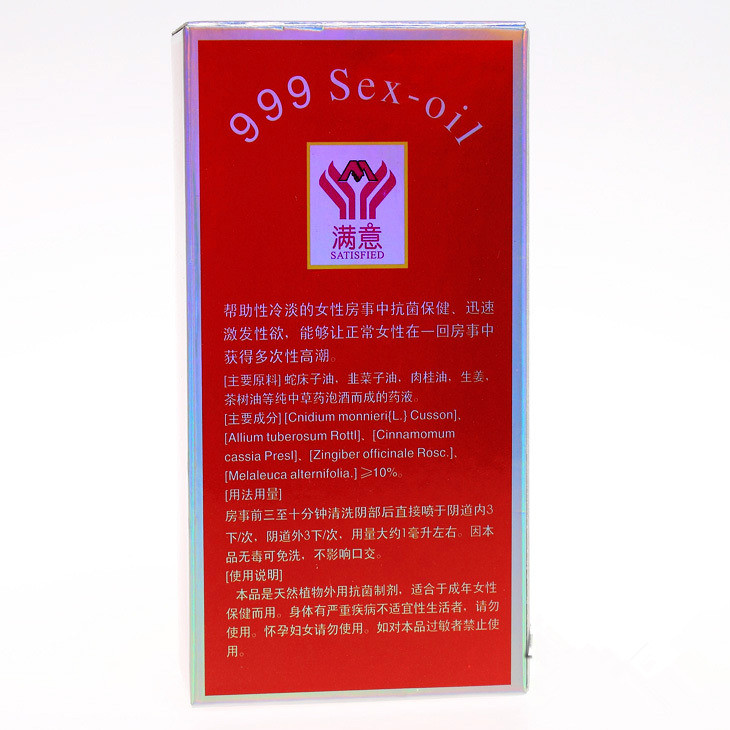 999 Sex-oil
满意
SATISFIED
帮助性冷淡的女性房事中抗菌保健、迅速
激发性欲，能够让正常女性在一回房事中
获得多次性高潮。
[主要原料] 蛇床子油，韭菜子油，肉桂油，生姜，
茶树油等纯中草药泡洒而成的药液。
[主要成分] [Cnidium monnieri{L.} Cusson]、
[Allium tuberosum Rottl]、[Cinnamomum
cassia Presl]、[Zingiber officinale Rosc.]、
[Melaleuca alternifolia.] ⩾10%。
[用法用量]
房事前三至十分钟清洗阴部后直接喷于阴道内3
下/次，阴道外3下/次，用量大约1毫升左右。因本
品无毒可免洗，不影响口交。
[使用说明]
本品是天然植物外用抗菌制剂，适合于成年女性
保健而用。身体有严重疾病不适宜性生活者，请勿
使用。怀孕妇女请勿使用。如对本品过敏者禁止使
用。